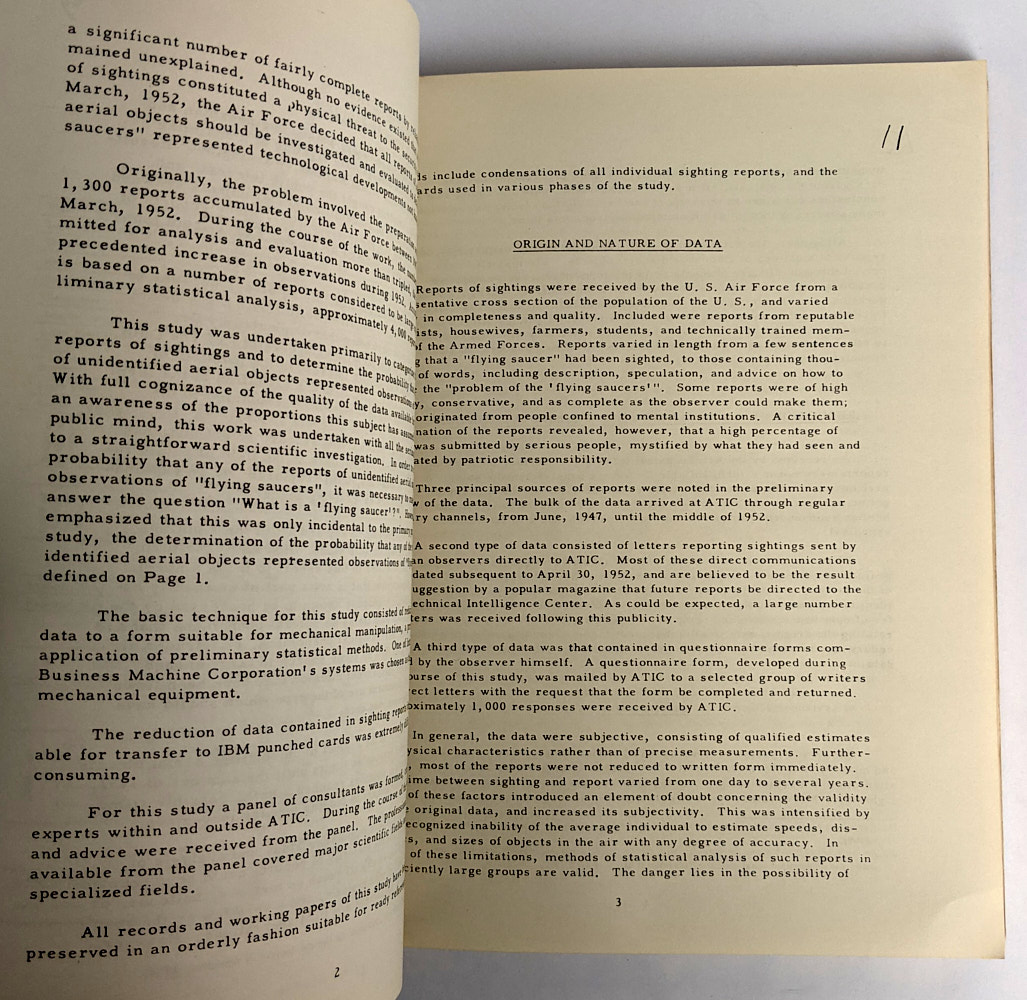 a significant number of fairly complete reports by
mained unexplained. Although no evidence existed
of sightings constituted a physical threat to the
March, 1952, the Air Force decided that all reports
aerial objects should be investigated and evaluated
saucers" represented technological developments not
Originally, the problem involved the preparation
1,300 reports accumulated by the Air Force between
March, 1952. During the course of the work, the
mitted for analysis and evaluation more than tripled,
precedented increase in observations during 1952.
is based on a number of reports considered to be
liminary statistical analysis, approximately 4,000
This study was undertaken primarily to
reports of sightings and to determine the probability
of unidentified aerial objects represented observations
With full cognizance of the quality of the data available
an awareness of the proportions this subject has
public mind, this work was undertaken with all the
to a straightforward scientific investigation. In order
probability that any of the reports of unidentified aerial
observations of "flying saucers", it was necessary to
answer the question "What is a 'flying saucer'?".
emphasized that this was only incidental to the primary
study, the determination of the probability that any of
identified aerial objects represented observations of
defined on Page 1.
The basic technique for this study consisted of
data to a form suitable for mechanical manipulation, a
application of preliminary statistical methods. One of
Business Machine Corporation's systems was chosen
mechanical equipment.
The reduction of data contained in sighting reports
able for transfer to IBM punched cards was extremely
consuming.
For this study a panel of consultants was formed,
experts within and outside ATIC. During the course of
and advice were received from the panel. The
available from the panel covered major scientific fields
specialized fields.
All records and working papers of this study have
preserved in an orderly fashion suitable for ready
2
11
ls include condensations of all individual sighting reports, and the
ards used in various phases of the study.
ORIGIN AND NATURE OF DATA
Reports of sightings were received by the U. S. Air Force from a
sentative cross section of the population of the U. S., and varied
in completeness and quality. Included were reports from reputable
ists, housewives, farmers, students, and technically trained mem-
of the Armed Forces. Reports varied in length from a few sentences
g that a "flying saucer" had been sighted, to those containing thou-
of words, including description, speculation, and advice on how to
the "problem of the 'flying saucers'". Some reports were of high
y, conservative, and as complete as the observer could make them;
originated from people confined to mental institutions. A critical
nation of the reports revealed, however, that a high percentage of
was submitted by serious people, mystified by what they had seen and
ated by patriotic responsibility.
Three principal sources of reports were noted in the preliminary
w of the data. The bulk of the data arrived at ATIC through regular
ry channels, from June, 1947, until the middle of 1952.
A second type of data consisted of letters reporting sightings sent by
an observers directly to ATIC. Most of these direct communications
dated subsequent to April 30, 1952, and are believed to be the result
uggestion by a popular magazine that future reports be directed to the
echnical Intelligence Center. As could be expected, a large number
ters was received following this publicity.
A third type of data was that contained in questionnaire forms com-
by the observer himself. A questionnaire form, developed during
ourse of this study, was mailed by ATIC to a selected group of writers
rect letters with the request that the form be completed and returned.
oximately 1,000 responses were received by ATIC.
In general, the data were subjective, consisting of qualified estimates
ysical characteristics rather than of precise measurements. Further-
, most of the reports were not reduced to written form immediately.
ime between sighting and report varied from one day to several years.
of these factors introduced an element of doubt concerning the validity
original data, and increased its subjectivity. This was intensified by
ecognized inability of the average individual to estimate speeds, dis-
s, and sizes of objects in the air with any degree of accuracy. In
of these limitations, methods of statistical analysis of such reports in
ciently large groups are valid. The danger lies in the possibility of
3